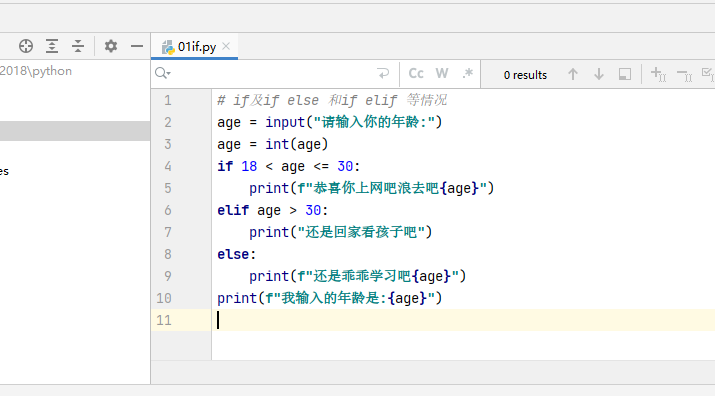 01if.py
2018\python
Cc W .* 0 results
es
1 # if及if else 和if elif 等情况
2 age = input("请输入你的年龄:")
3 age = int(age)
4 if 18 < age <= 30:
5 print(f"恭喜你上网吧浪去吧{age}")
6 elif age > 30:
7 print("还是回家看孩子吧")
8 else:
9 print(f"还是乖乖学习吧{age}")
10 print(f"我输入的年龄是:{age}")
11